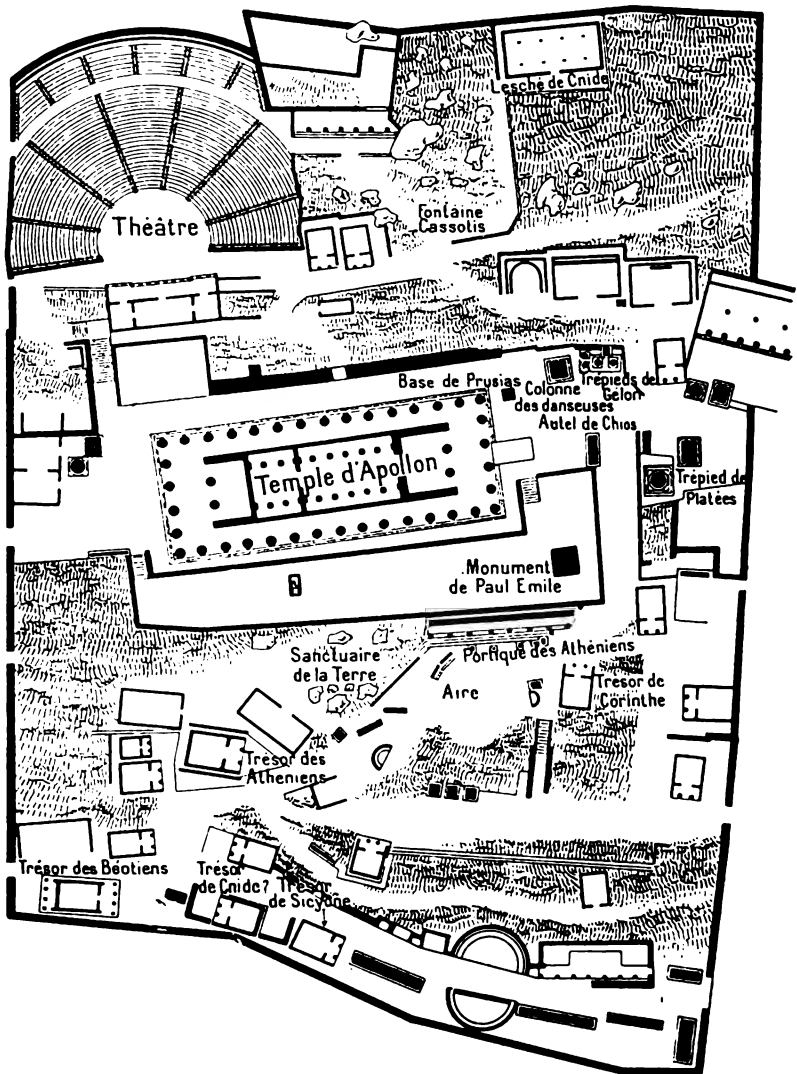 Lesché de Cnide
Théâtre
Fontaine
Cassotis
Base de Prusias
Colonne
des danseuses
Trépieds de
Gélon
Autel de Chios
Temple d'Apollon
Trépied de
Platées
Monument
de Paul Emile
Portique des Athéniens
Sanctuaire
de la Terre
Aire
Trésor de
Corinthe
Trésor des
Athéniens
Trésor des Béotiens
Trésor
de Cnide?
Trésor
de Sicyone